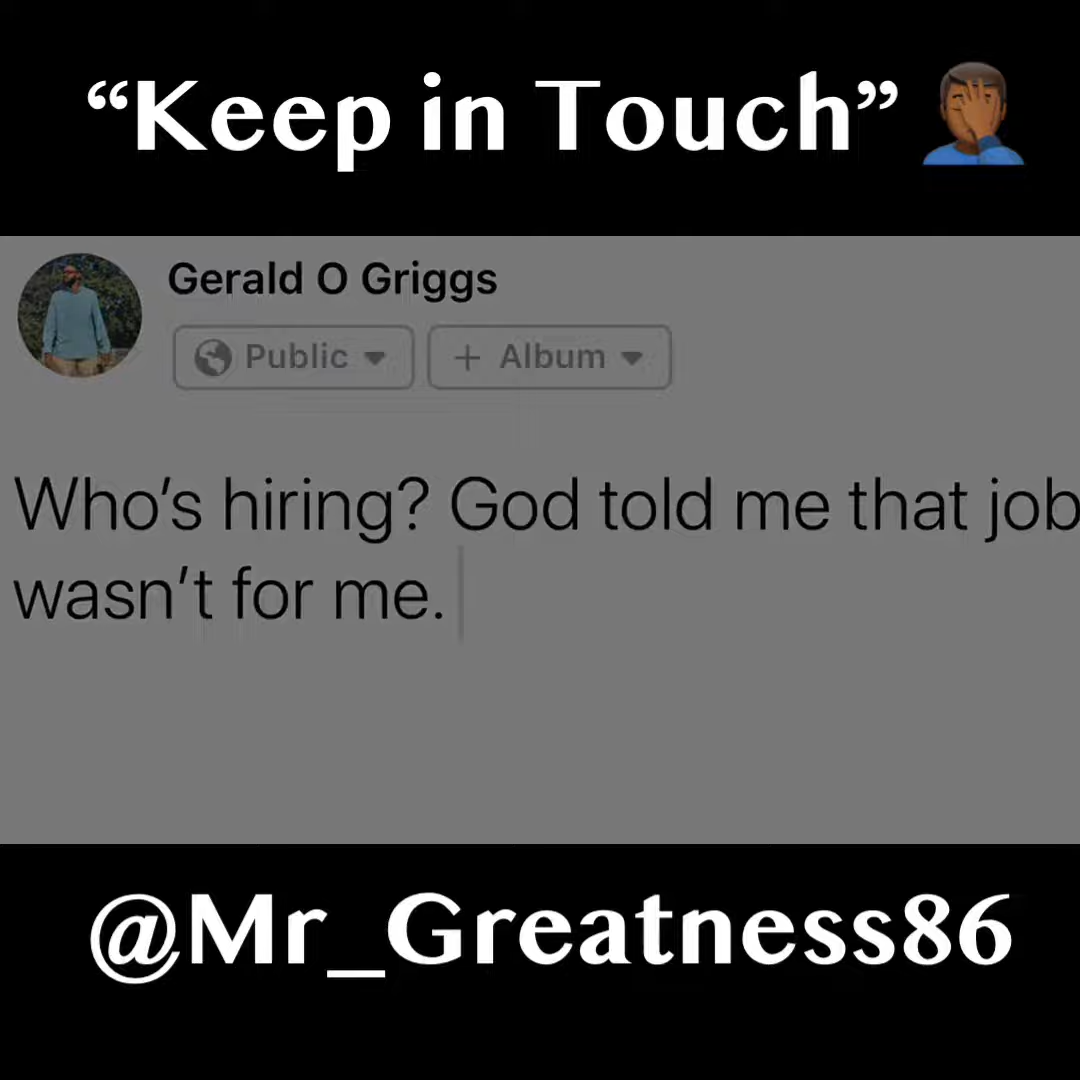 “Keep in Touch” 🤦🏾‍♂️
Gerald O Griggs
Public
+ Album
Who’s hiring? God told me that job
wasn’t for me.
@Mr_Greatness86